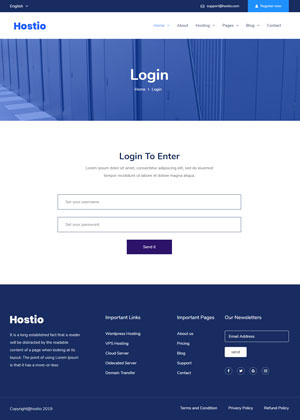 English
support@hostio.com
Register now
Hostio
Home
About
Hosting
Pages
Blog
Contact
Login
Home
Login
Login To Enter
Lorem ipsum dolor sit amet, consectetur adipisicing elit, sed do eiusmod
tempor incididunt ut labore et dolore magna aliqua.
Set your username
Set your password
Send it
Hostio
It is a long established fact that a reader
will be distracted by the readable
content of a page when looking at its
layout. The point of using Lorem Ipsum
is that it has a more-or-less
Important Links
Wordpress Hosting
VPS Hosting
Cloud Server
Dedicated Server
Domain Transfer
Important Pages
About us
Pricing
Blog
Support
Contact
Our Newsletters
Email Address
send
Copyright@hostio 2019
Terms and Condition
Privacy Policy
Refund Policy